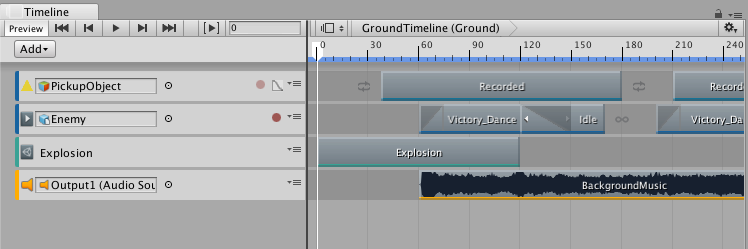 Timeline
Preview
0
GroundTimeline (Ground)
Add
0 30 60 90 120 150 180 210 240
PickupObject
Recorded
Record
Enemy
Victory_Dance
Idle
Victory_Da
Explosion
Explosion
Output1 (Audio Sou
BackgroundMusic